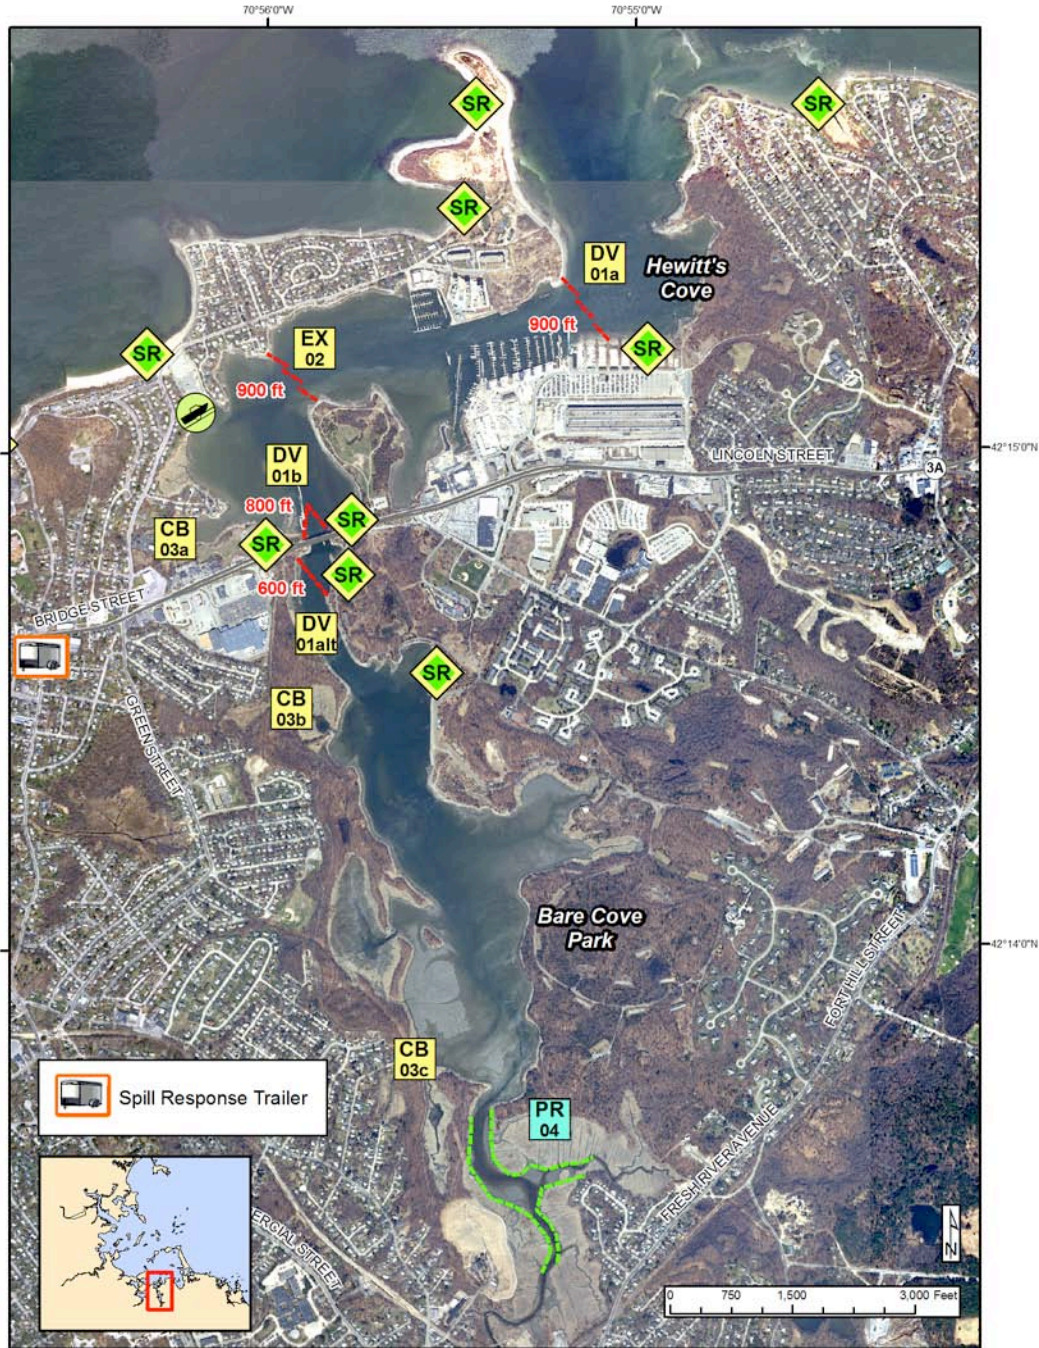 70°56'0"W
70°55'0"W
SR
SR
SR
DV
01a
Hewitt's
Cove
900 ft
EX
02
SR
SR
900 ft
42°15'0"N
LINCOLN STREET
3A
DV
01b
800 ft
SR
CB
03a
SR
SR
600 ft
BRIDGE STREET
DV
01alt
SR
CB
03b
GREEN STREET
Bare Cove
Park
42°14'0"N
FORT HILL STREET
CB
03c
Spill Response Trailer
PR
04
FRESH RIVER AVENUE
ERCIAL STREET
N
0 750 1,500 3,000 Feet